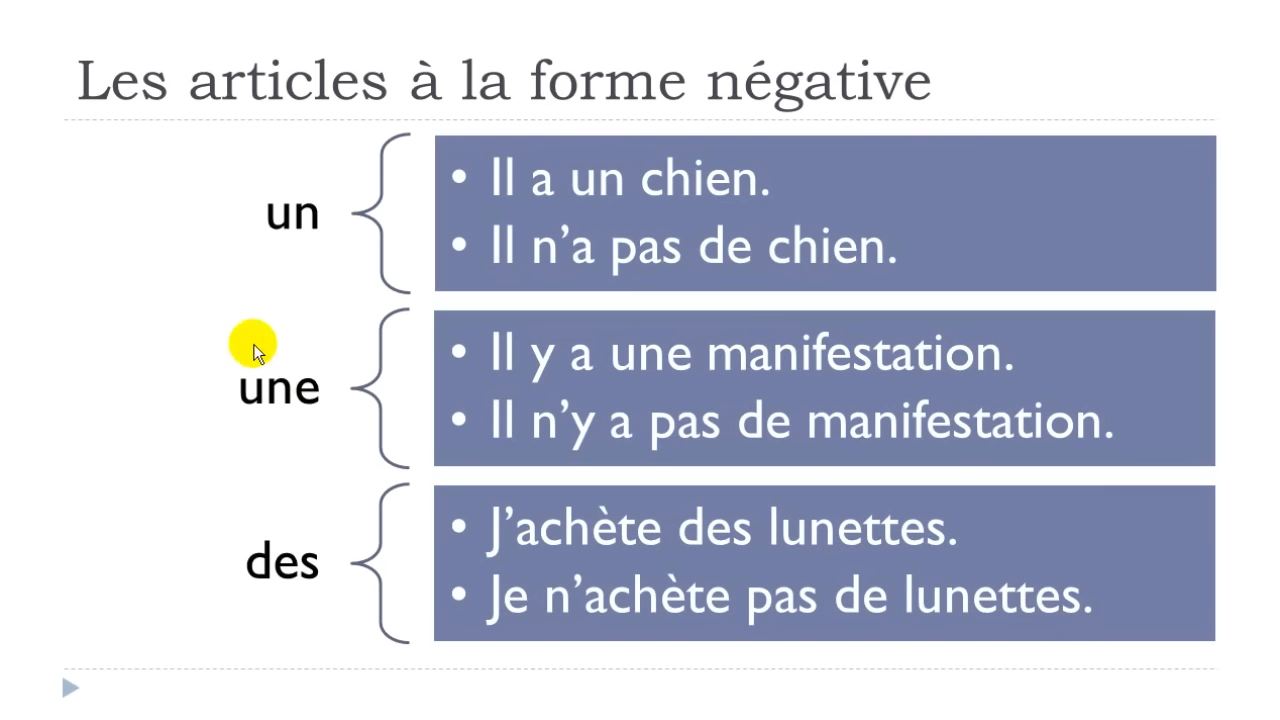 Les articles à la forme négative
un
• Il a un chien.
• Il n’a pas de chien.
une
• Il y a une manifestation.
• Il n’y a pas de manifestation.
des
• J’achète des lunettes.
• Je n’achète pas de lunettes.